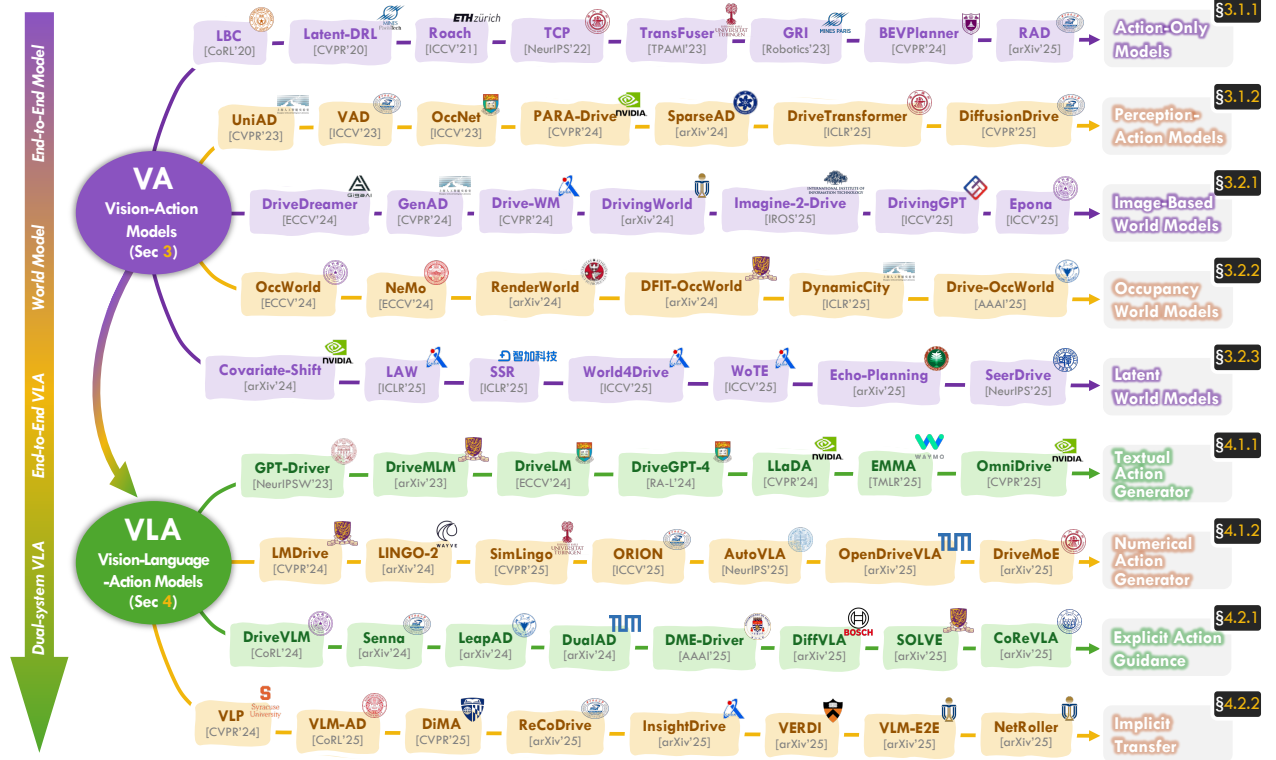 End-to-End Model
World Model
End-to-End VLA
Dual-system VLA
VA
Vision-Action
Models
(Sec 3)
VLA
Vision-Language
-Action Models
(Sec 4)
LBC
[CoRL'20]
Latent-DRL
[CVPR'20]
MINES
ParisTech
Roach
[ICCV'21]
ETH zürich
TCP
[NeurIPS'22]
TransFuser
[TPAMI'23]
UNIVERSITAT
TÜBINGEN
GRI
[Robotics'23]
MINES PARIS
BEVPlanner
[CVPR'24]
RAD
[arXiv'25]
Action-Only
Models
§3.1.1
UniAD
[CVPR'23]
VAD
[ICCV'23]
OccNet
[ICCV'23]
PARA-Drive
[CVPR'24]
NVIDIA.
SparseAD
[arXiv'24]
DriveTransformer
[ICLR'25]
DiffusionDrive
[CVPR'25]
Perception-
Action Models
§3.1.2
DriveDreamer
[ECCV'24]
GIGAAI
GenAD
[CVPR'24]
Drive-WM
[CVPR'24]
DrivingWorld
[arXiv'24]
Imagine-2-Drive
[IROS'25]
INTERNATIONAL INSTITUTE OF
INFORMATION TECHNOLOGY
DrivingGPT
[ICCV'25]
Epona
[ICCV'25]
Image-Based
World Models
§3.2.1
OccWorld
[ECCV'24]
NeMo
[ECCV'24]
RenderWorld
[arXiv'24]
DFIT-OccWorld
[arXiv'24]
DynamicCity
[ICLR'25]
Drive-OccWorld
[AAAI'25]
Occupancy
World Models
§3.2.2
Covariate-Shift
[arXiv'24]
NVIDIA.
LAW
[ICLR'25]
SSR
[ICLR'25]
智加科技
World4Drive
[ICCV'25]
WoTE
[ICCV'25]
Echo-Planning
[arXiv'25]
SeerDrive
[NeurIPS'25]
Latent
World Models
§3.2.3
GPT-Driver
[NeurIPSW'23]
DriveMLM
[arXiv'23]
DriveLM
[ECCV'24]
DriveGPT-4
[RA-L'24]
LLaDA
[CVPR'24]
NVIDIA.
EMMA
[TMLR'25]
WAYMO
OmniDrive
[CVPR'25]
NVIDIA.
Textual
Action
Generator
§4.1.1
LMDrive
[CVPR'24]
LINGO-2
[arXiv'24]
WAYVE
SimLingo
[CVPR'25]
UNIVERSITAT
TÜBINGEN
ORION
[ICCV'25]
AutoVLA
[NeurIPS'25]
OpenDriveVLA
[arXiv'25]
TUM
DriveMoE
[arXiv'25]
Numerical
Action
Generator
§4.1.2
DriveVLM
[CoRL'24]
Senna
[arXiv'24]
LeapAD
[arXiv'24]
DualAD
[arXiv'24]
TUM
DME-Driver
[AAAI'25]
DiffVLA
[arXiv'25]
BOSCH
SOLVE
[arXiv'25]
CoReVLA
[arXiv'25]
Explicit Action
Guidance
§4.2.1
VLP
[CVPR'24]
S
Syracuse
University
VLM-AD
[CoRL'25]
DiMA
[CVPR'25]
ReCoDrive
[arXiv'25]
InsightDrive
[arXiv'25]
VERDI
[arXiv'25]
VLM-E2E
[arXiv'25]
NetRoller
[arXiv'25]
Implicit
Transfer
§4.2.2